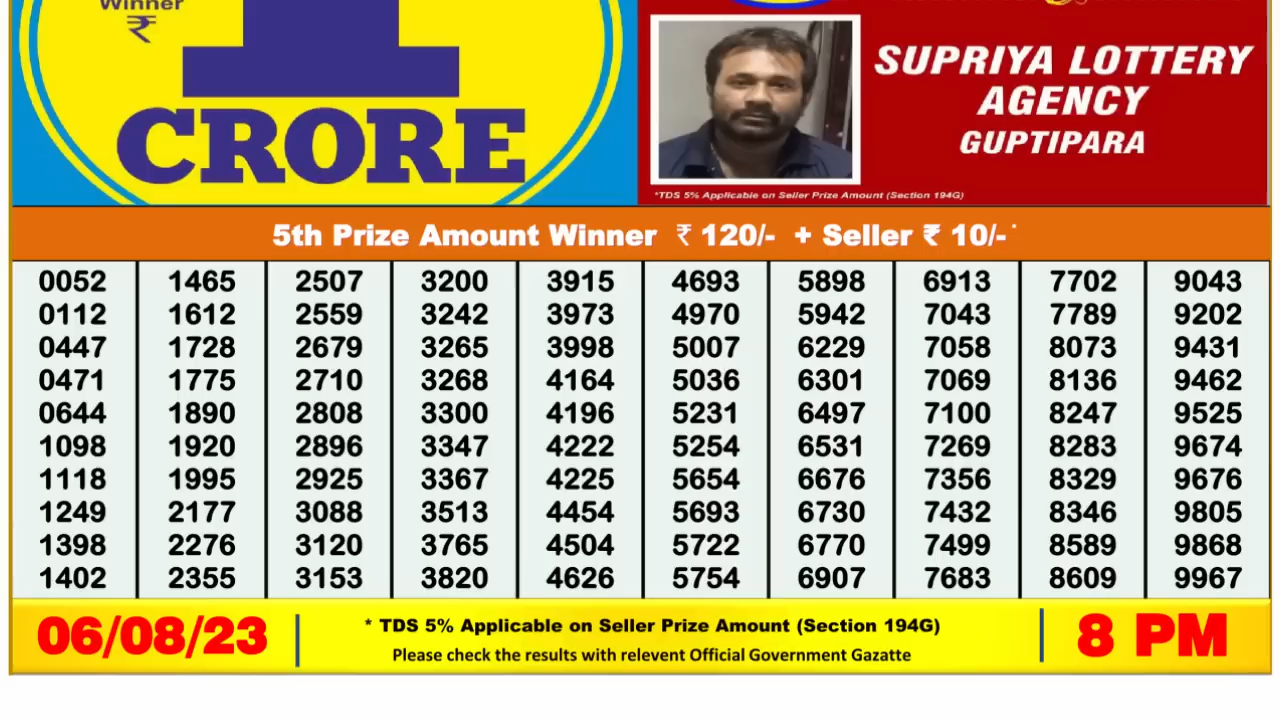 Winner
₹
1
CRORE
SUPRIYA LOTTERY
AGENCY
GUPTIPARA
*TDS 5% Applicable on Seller Prize Amount (Section 194G)
5th Prize Amount Winner ₹ 120/- + Seller ₹ 10/-*
0052 1465 2507 3200 3915 4693 5898 6913 7702 9043
0112 1612 2559 3242 3973 4970 5942 7043 7789 9202
0447 1728 2679 3265 3998 5007 6229 7058 8073 9431
0471 1775 2710 3268 4164 5036 6301 7069 8136 9462
0644 1890 2808 3300 4196 5231 6497 7100 8247 9525
1098 1920 2896 3347 4222 5254 6531 7269 8283 9674
1118 1995 2925 3367 4225 5654 6676 7356 8329 9676
1249 2177 3088 3513 4454 5693 6730 7432 8346 9805
1398 2276 3120 3765 4504 5722 6770 7499 8589 9868
1402 2355 3153 3820 4626 5754 6907 7683 8609 9967
06/08/23
* TDS 5% Applicable on Seller Prize Amount (Section 194G)
Please check the results with relevent Official Government Gazatte
8 PM